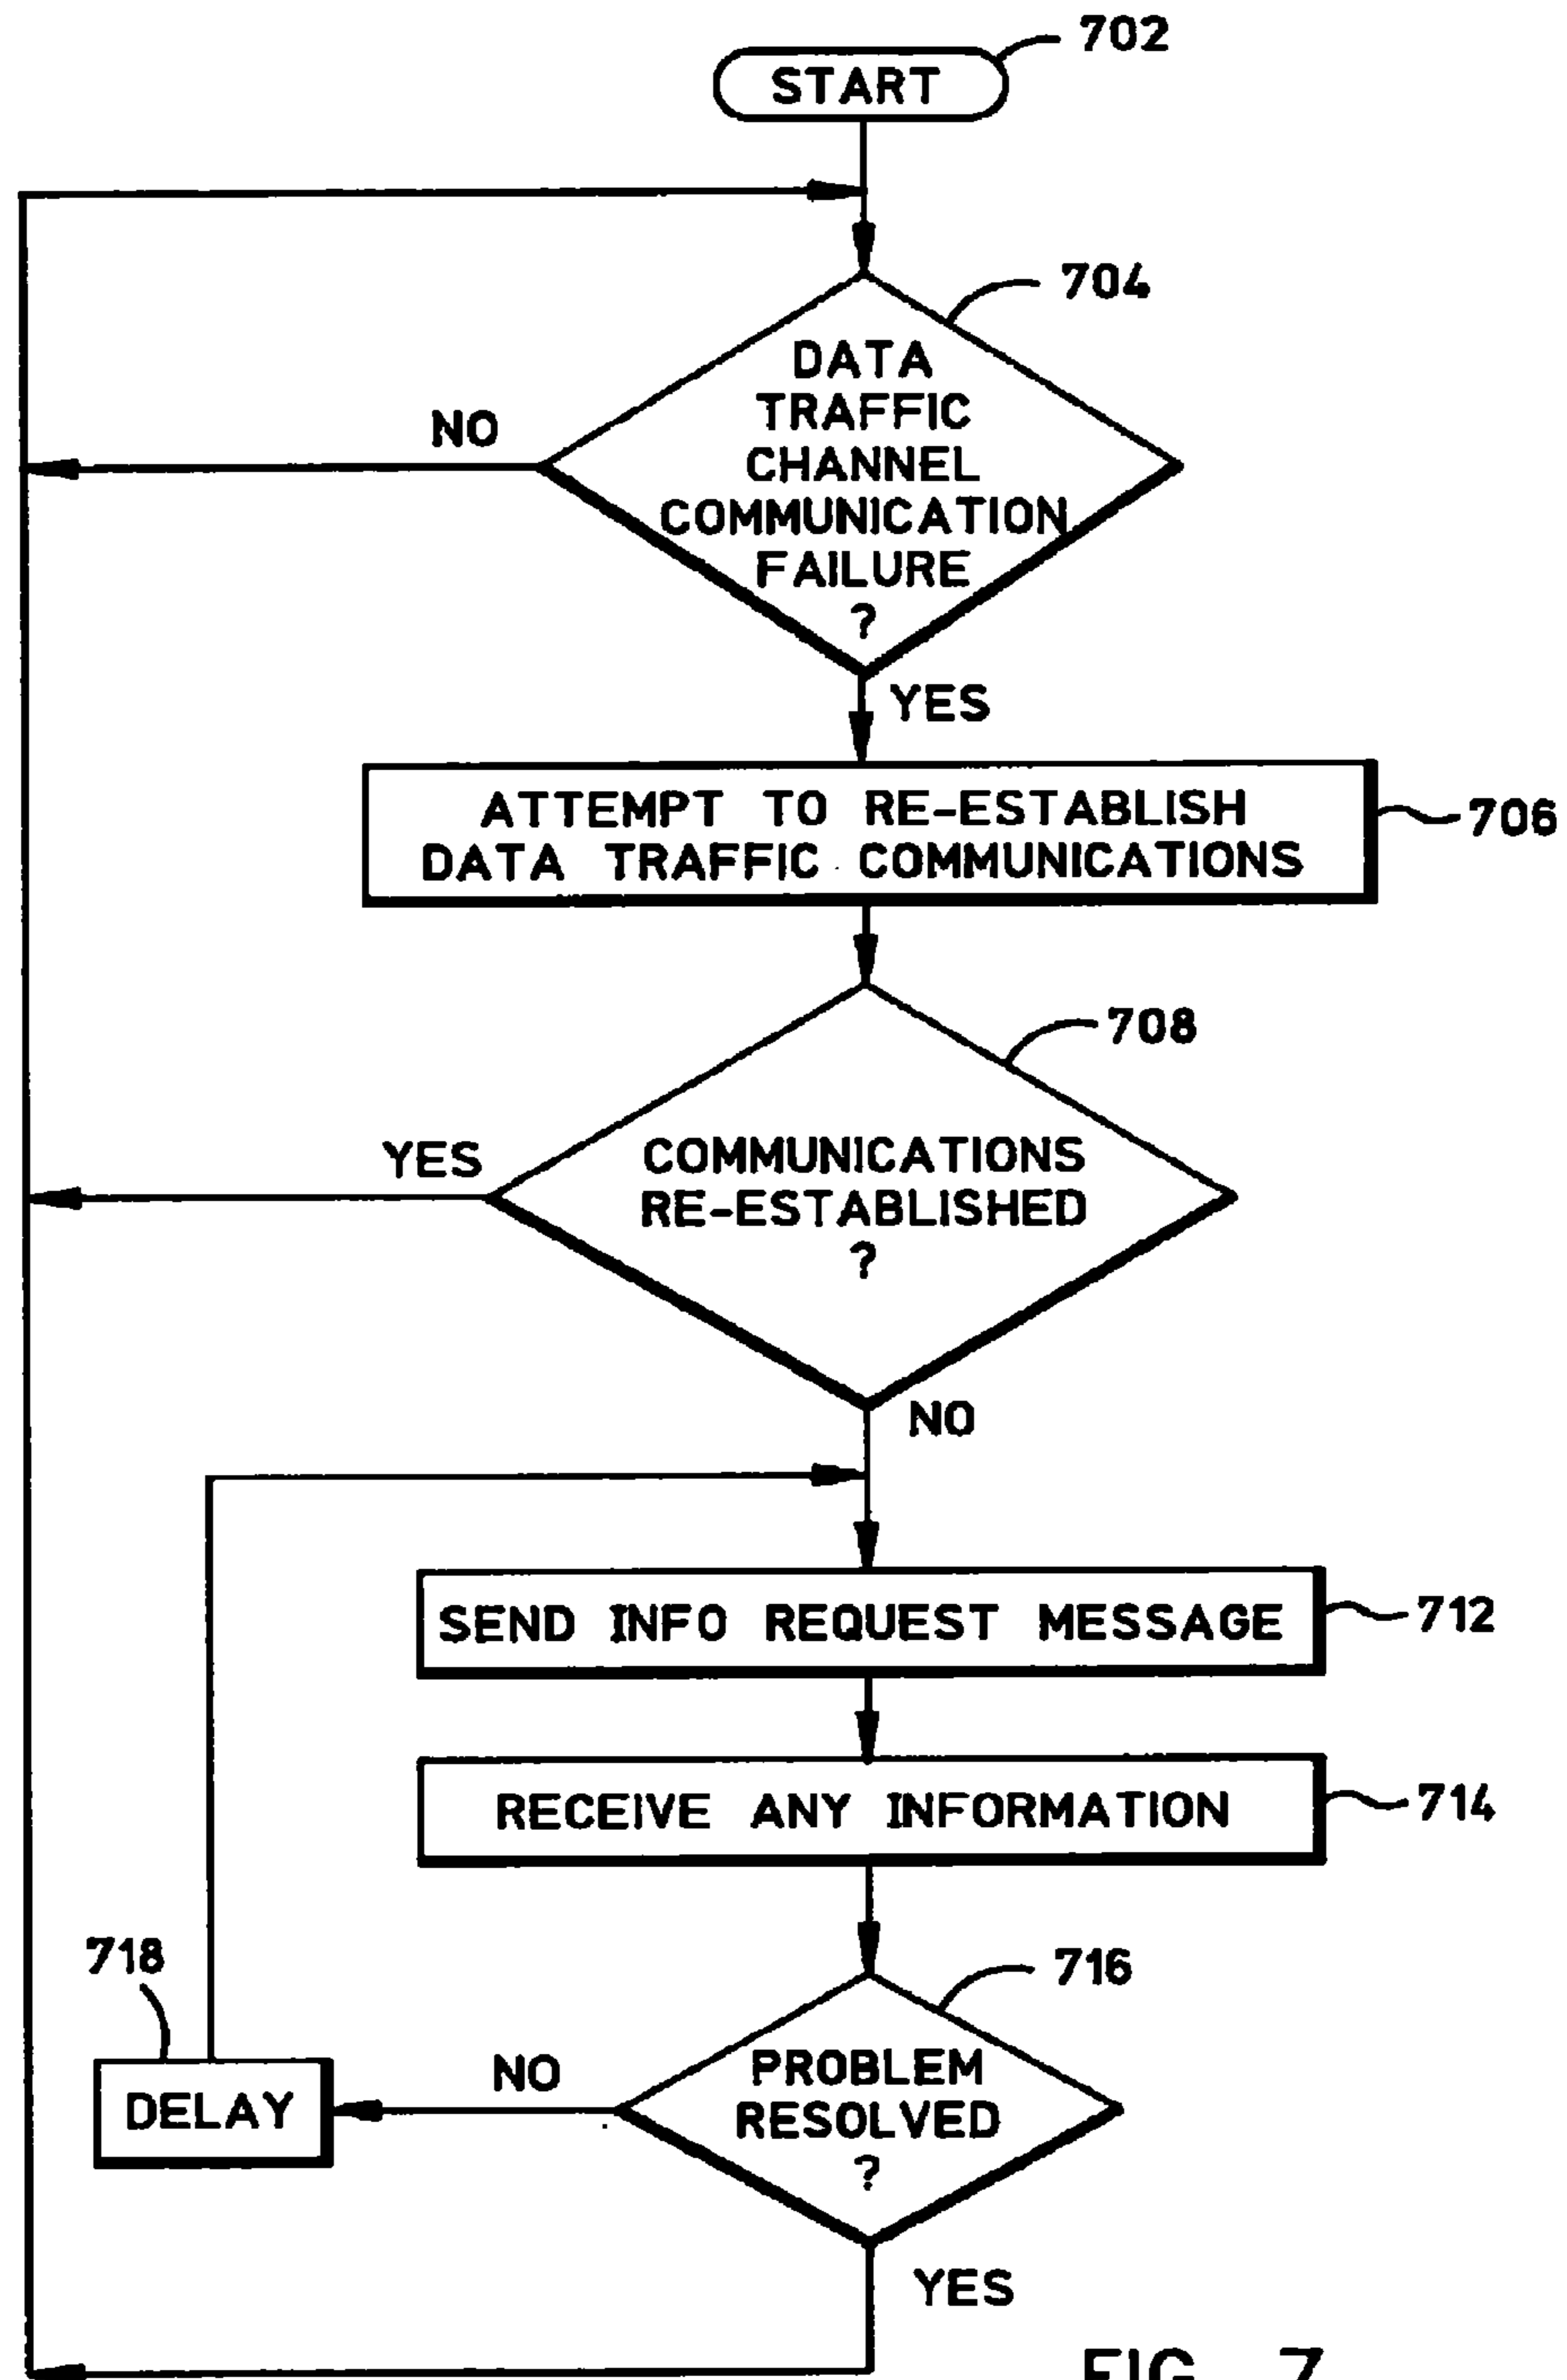 702
START
704
DATA
TRAFFIC
CHANNEL
COMMUNICATION
FAILURE
?
NO
YES
ATTEMPT TO RE-ESTABLISH
DATA TRAFFIC COMMUNICATIONS
706
708
COMMUNICATIONS
RE-ESTABLISHED
?
YES
NO
SEND INFO REQUEST MESSAGE
712
RECEIVE ANY INFORMATION
714
718
716
DELAY
NO
PROBLEM
RESOLVED
?
YES
FIG. 7